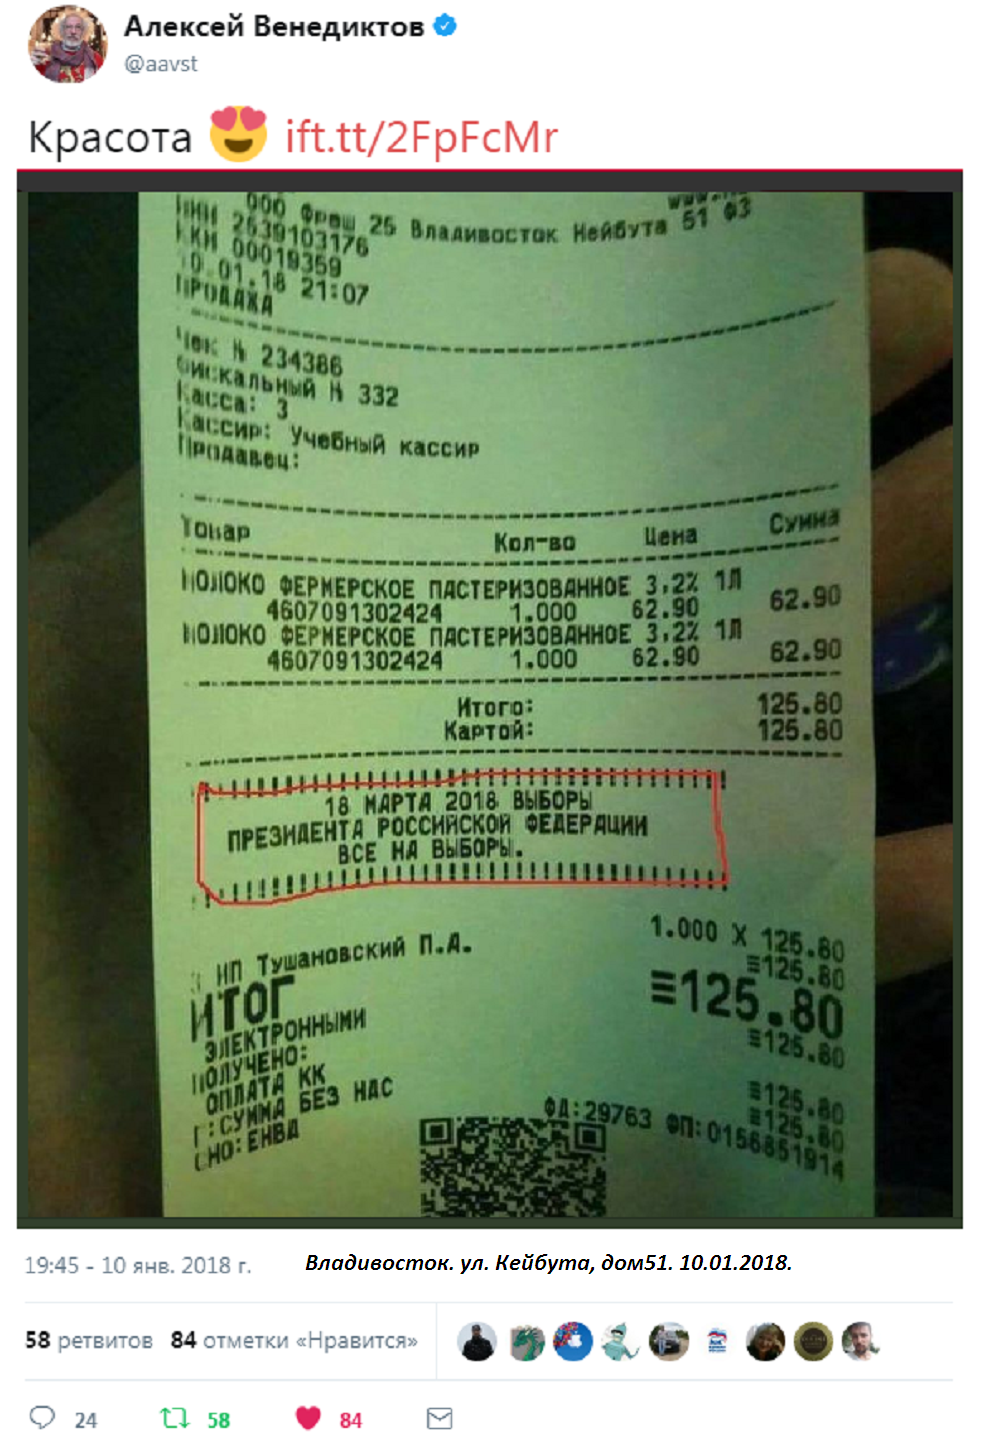 Алексей Венедиктов
@aavst
Красота 😍 ift.tt/2FpFcMr
ООО Фреш 25 Владивосток Нейбута 51 ФЗ
ИНН 2539103176
ККМ 00019359
10.01.18 21:07
ПРОДАЖА
Чек № 234386
Фискальный № 332
Касса: 3
Кассир: Учебный кассир
Продавец:
Товар Кол-во Цена Сумма
МОЛОКО ФЕРМЕРСКОЕ ПАСТЕРИЗОВАННОЕ 3,2% 1Л
4607091302424 1.000 62.90 62.90
МОЛОКО ФЕРМЕРСКОЕ ПАСТЕРИЗОВАННОЕ 3,2% 1Л
4607091302424 1.000 62.90 62.90
Итого: 125.80
Картой: 125.80
18 МАРТА 2018 ВЫБОРЫ
ПРЕЗИДЕНТА РОССИЙСКОЙ ФЕДЕРАЦИИ
ВСЕ НА ВЫБОРЫ.
1.000 X 125.80
ИП Тушановский П.А. ≡125.80
ИТОГ ≡125.80
ЭЛЕКТРОННЫМИ ≡125.80
ПОЛУЧЕНО:
ОПЛАТА КК ≡125.80
Г:СУММА БЕЗ НДС ≡125.80
СНО:ЕНВД ФД:29763 ФП:0156851914
19:45 - 10 янв. 2018 г.
Владивосток. ул. Кейбута, дом51. 10.01.2018.
58 ретвитов 84 отметки «Нравится»
24 58 84